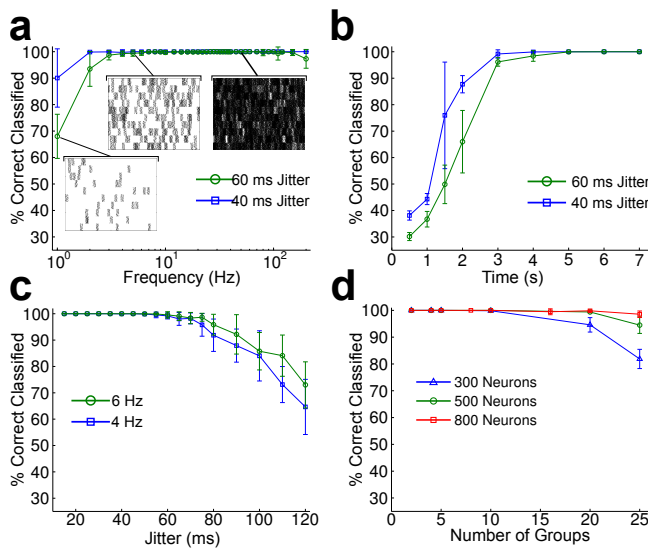 a
% Correct Classified
100
90
80
70
60
50
40
30
60 ms Jitter
40 ms Jitter
10^0
10^1
10^2
Frequency (Hz)
b
% Correct Classified
100
90
80
70
60
50
40
30
60 ms Jitter
40 ms Jitter
0 1 2 3 4 5 6 7
Time (s)
c
% Correct Classified
100
90
80
70
60
50
40
30
6 Hz
4 Hz
20 40 60 80 100 120
Jitter (ms)
d
% Correct Classified
100
90
80
70
60
50
40
30
300 Neurons
500 Neurons
800 Neurons
0 5 10 15 20 25
Number of Groups